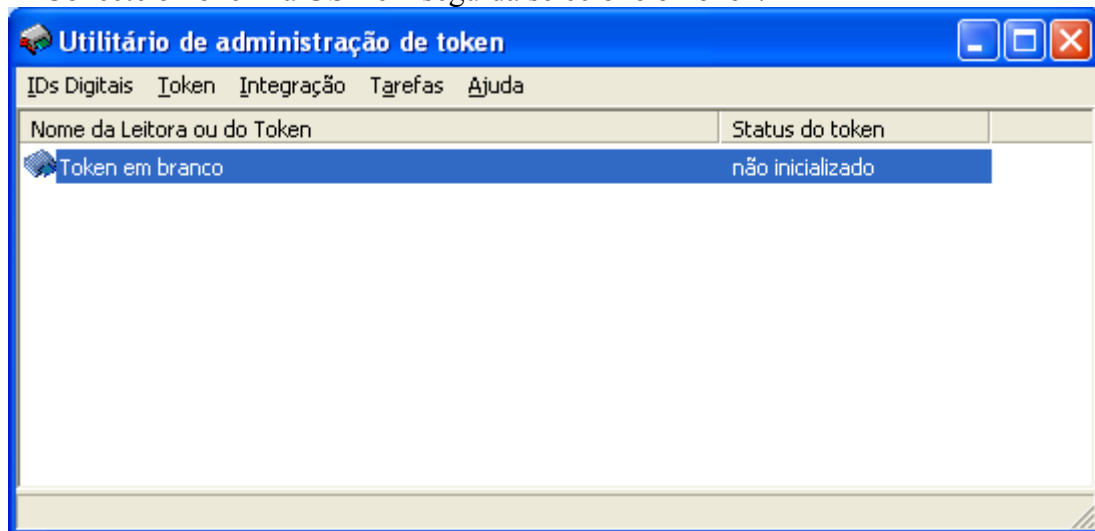 Utilitário de administração de token
IDs Digitais Token Integração Tarefas Ajuda
Nome da Leitora ou do Token Status do token
Token em branco não inicializado